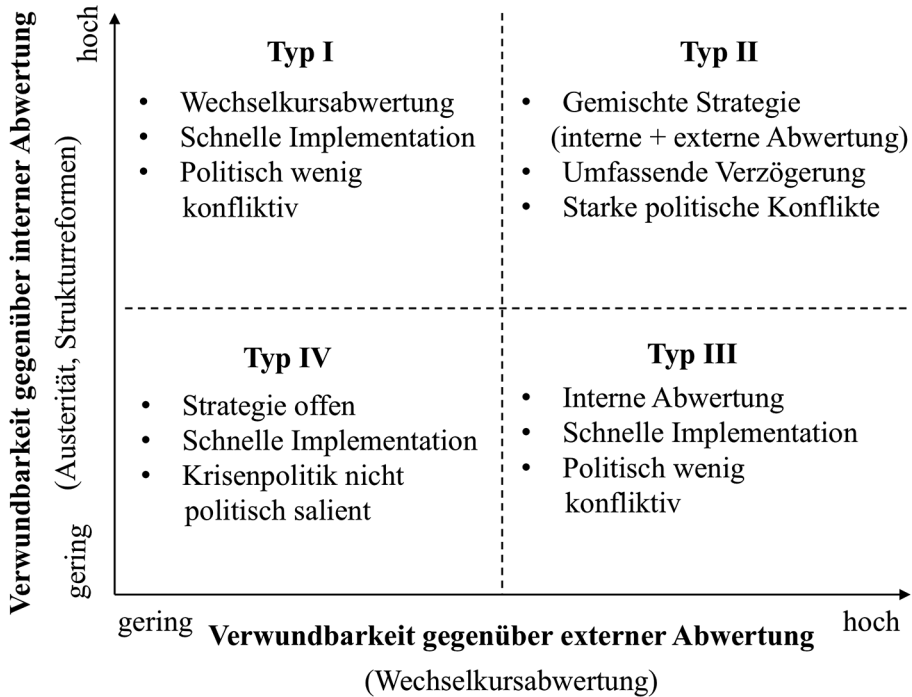 Verwundbarkeit gegenüber interner Abwertung
(Austerität, Strukturreformen)
hoch
gering
Typ I
• Wechselkursabwertung
• Schnelle Implementation
• Politisch wenig
konfliktiv
Typ II
• Gemischte Strategie
(interne + externe Abwertung)
• Umfassende Verzögerung
• Starke politische Konflikte
Typ IV
• Strategie offen
• Schnelle Implementation
• Krisenpolitik nicht
politisch salient
Typ III
• Interne Abwertung
• Schnelle Implementation
• Politisch wenig
konfliktiv
gering
Verwundbarkeit gegenüber externer Abwertung
hoch
(Wechselkursabwertung)